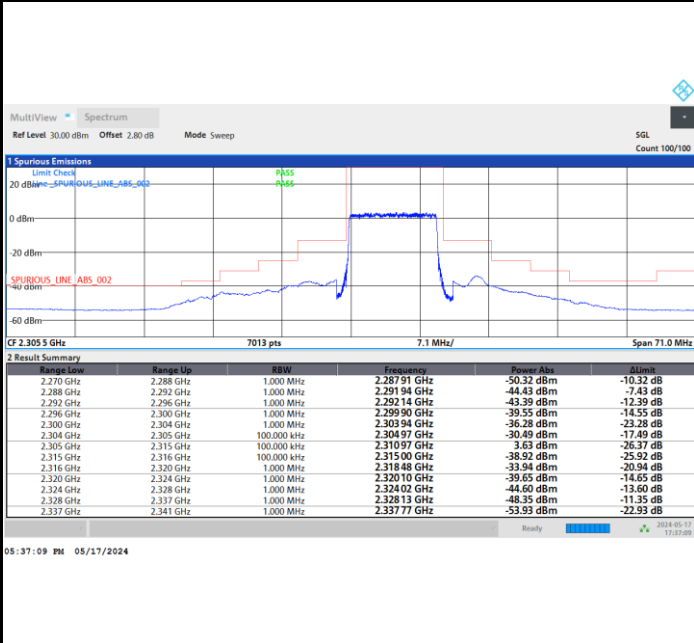 MultiView Spectrum
Ref Level 30.00 dBm Offset 2.80 dB Mode Sweep SGL
Count 100/100
1 Spurious Emissions
Limit Check PASS
Line _SPURIOUS_LINE_ABS_002 PASS
20 dBm
0 dBm
-20 dBm
_SPURIOUS_LINE_ABS_002
-40 dBm
-60 dBm
CF 2.305 5 GHz 7013 pts 7.1 MHz/ Span 71.0 MHz
2 Result Summary
Range Low Range Up RBW Frequency Power Abs ΔLimit
2.270 GHz 2.288 GHz 1.000 MHz 2.287 91 GHz -50.32 dBm -10.32 dB
2.288 GHz 2.292 GHz 1.000 MHz 2.291 94 GHz -44.43 dBm -7.43 dB
2.292 GHz 2.296 GHz 1.000 MHz 2.292 14 GHz -43.39 dBm -12.39 dB
2.296 GHz 2.300 GHz 1.000 MHz 2.299 90 GHz -39.55 dBm -14.55 dB
2.300 GHz 2.304 GHz 1.000 MHz 2.303 94 GHz -36.28 dBm -23.28 dB
2.304 GHz 2.305 GHz 100.000 kHz 2.304 97 GHz -30.49 dBm -17.49 dB
2.305 GHz 2.315 GHz 100.000 kHz 2.310 97 GHz 3.63 dBm -26.37 dB
2.315 GHz 2.316 GHz 100.000 kHz 2.315 00 GHz -38.92 dBm -25.92 dB
2.316 GHz 2.320 GHz 1.000 MHz 2.318 48 GHz -33.94 dBm -20.94 dB
2.320 GHz 2.324 GHz 1.000 MHz 2.320 10 GHz -39.65 dBm -14.65 dB
2.324 GHz 2.328 GHz 1.000 MHz 2.324 02 GHz -44.60 dBm -13.60 dB
2.328 GHz 2.337 GHz 1.000 MHz 2.328 13 GHz -48.35 dBm -11.35 dB
2.337 GHz 2.341 GHz 1.000 MHz 2.337 77 GHz -53.93 dBm -22.93 dB
Ready 2024-05-17
17:37:09
05:37:09 PM 05/17/2024